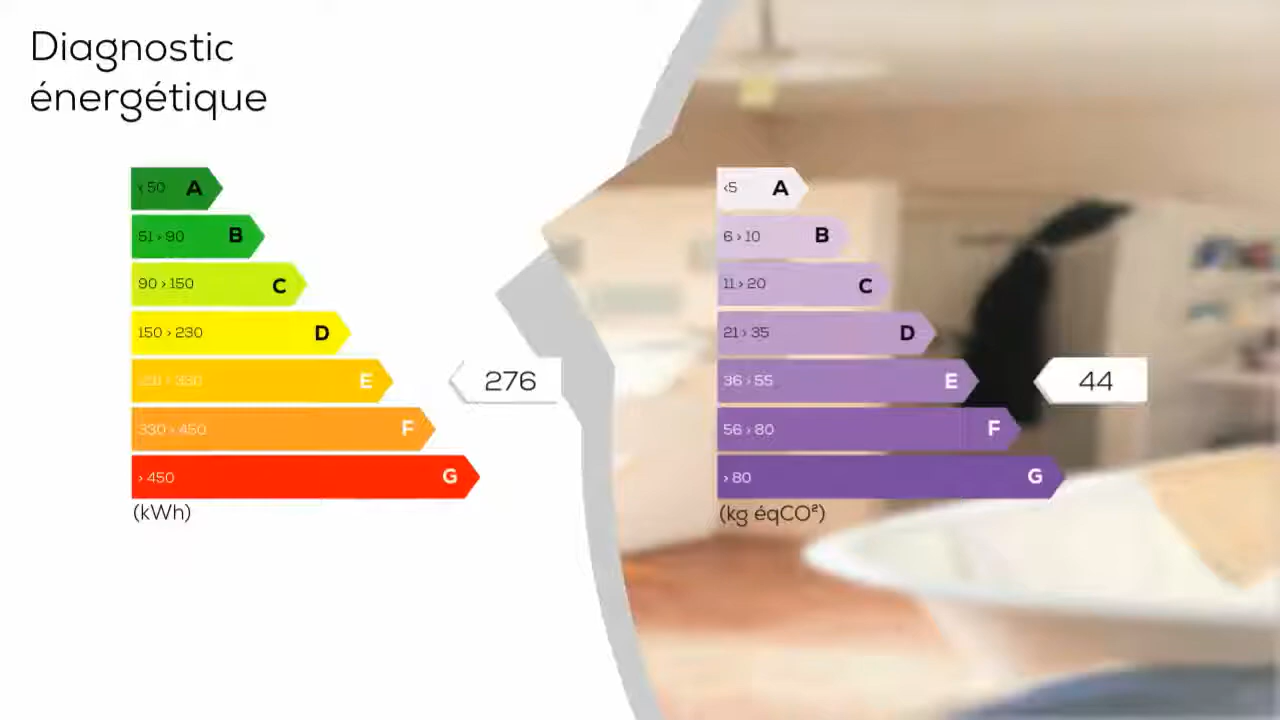 Diagnostic
énergétique
< 50 A
51 > 90 B
90 > 150 C
150 > 230 D
E
330 > 450 F
> 450 G
(kWh)
276
<5 A
6 > 10 B
11 > 20 C
21 > 35 D
36 > 55 E
56 > 80 F
> 80 G
(kg éqCO²)
44